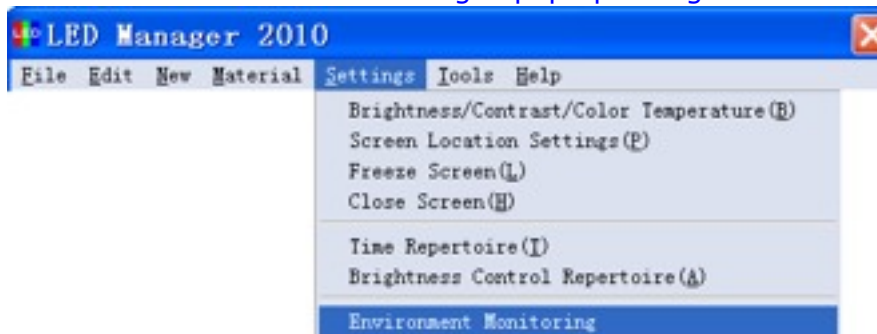 LED Manager 2010
File Edit New Material Settings Tools Help
Brightness/Contrast/Color Temperature(B)
Screen Location Settings(P)
Freeze Screen(L)
Close Screen(H)
Time Repertoire(I)
Brightness Control Repertoire(A)
Environment Monitoring